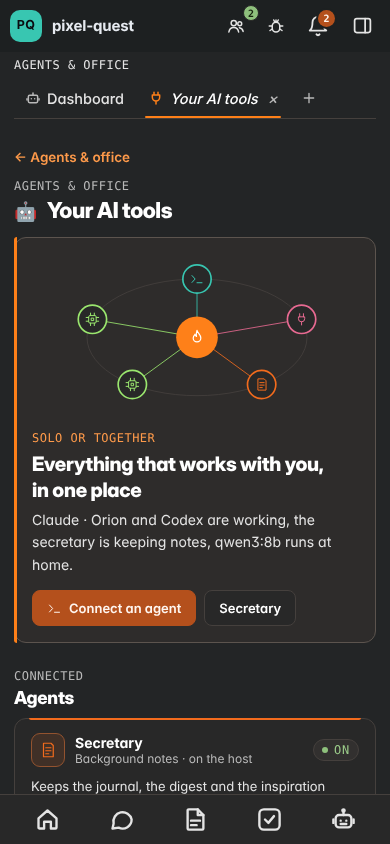 PQ
pixel-quest
2
2
AGENTS & OFFICE
Dashboard
Your AI tools ×
+
← Agents & office
AGENTS & OFFICE
Your AI tools
SOLO OR TOGETHER
Everything that works with you,
in one place
Claude · Orion and Codex are working, the
secretary is keeping notes, qwen3:8b runs at
home.
Connect an agent
Secretary
CONNECTED
Agents
Secretary
Background notes · on the host
ON
Keeps the journal, the digest and the inspiration